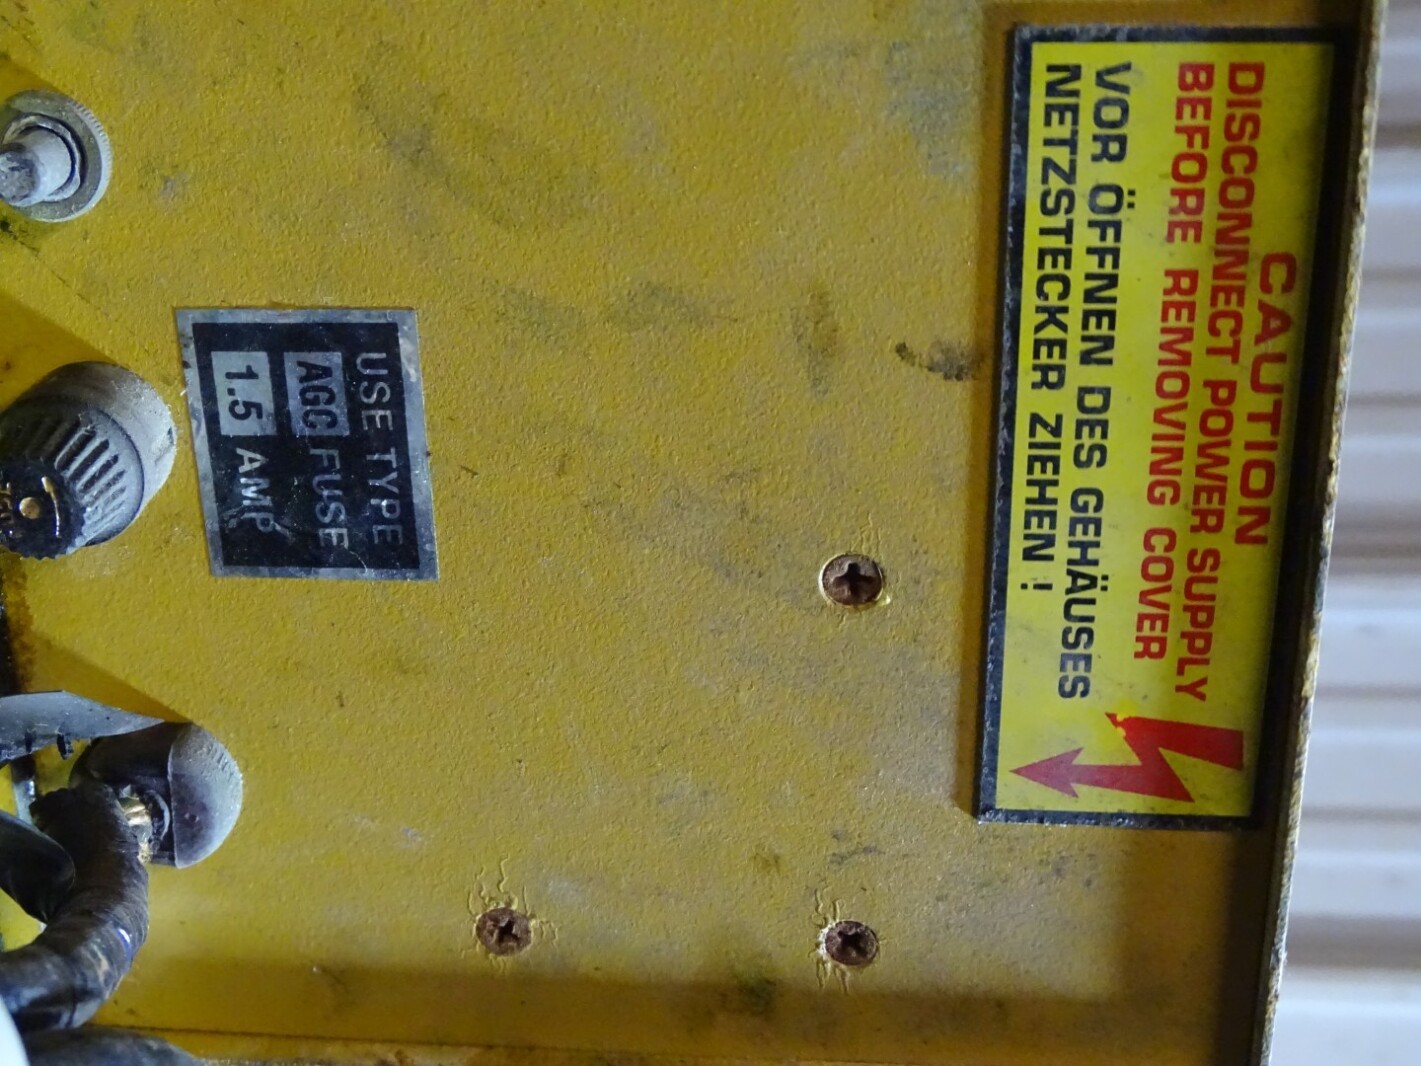 CAUTION
DISCONNECT POWER SUPPLY
BEFORE REMOVING COVER
VOR ÖFFNEN DES GEHÄUSES
NETZSTECKER ZIEHEN !
USE TYPE
AGC FUSE
1.5 AMP